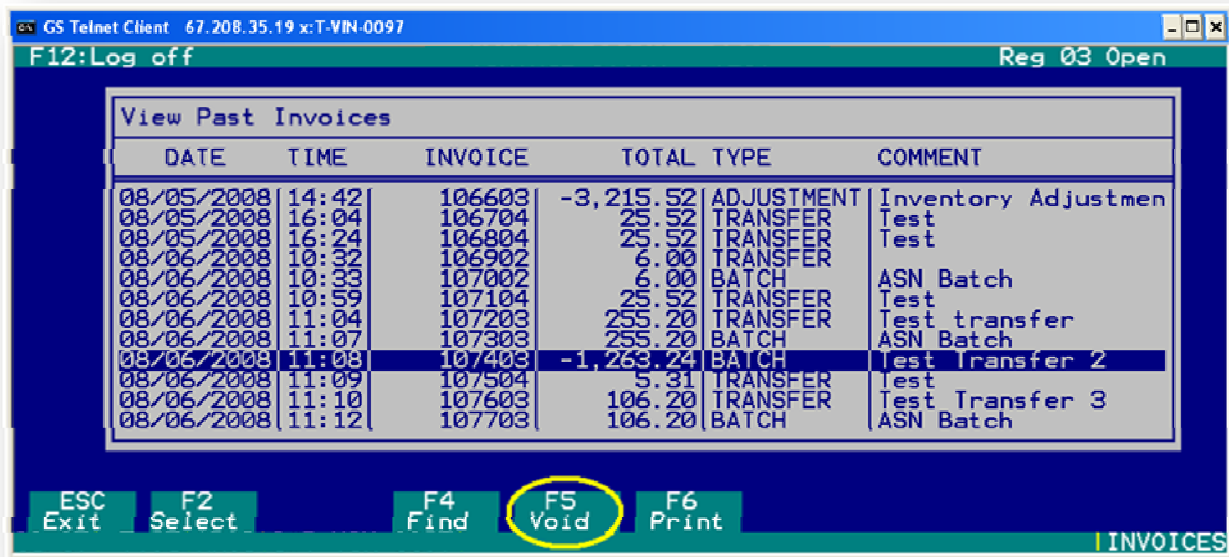 GS Telnet Client 67.208.35.19 x:T-VIN-0097
F12:Log off Reg 03 Open
View Past Invoices
DATE TIME INVOICE TOTAL TYPE COMMENT
08/05/2008 14:42 106603 -3,215.52 ADJUSTMENT Inventory Adjustmen
08/05/2008 16:04 106704 25.52 TRANSFER Test
08/05/2008 16:24 106804 25.52 TRANSFER Test
08/06/2008 10:32 106902 6.00 TRANSFER
08/06/2008 10:33 107002 6.00 BATCH ASN Batch
08/06/2008 10:59 107104 25.52 TRANSFER Test
08/06/2008 11:04 107203 255.20 TRANSFER Test transfer
08/06/2008 11:07 107303 255.20 BATCH ASN Batch
08/06/2008 11:08 107403 -1,263.24 BATCH Test Transfer 2
08/06/2008 11:09 107504 5.31 TRANSFER Test
08/06/2008 11:10 107603 106.20 TRANSFER Test Transfer 3
08/06/2008 11:12 107703 106.20 BATCH ASN Batch
ESC F2 F4 F5 F6
Exit Select Find Void Print
INVOICES